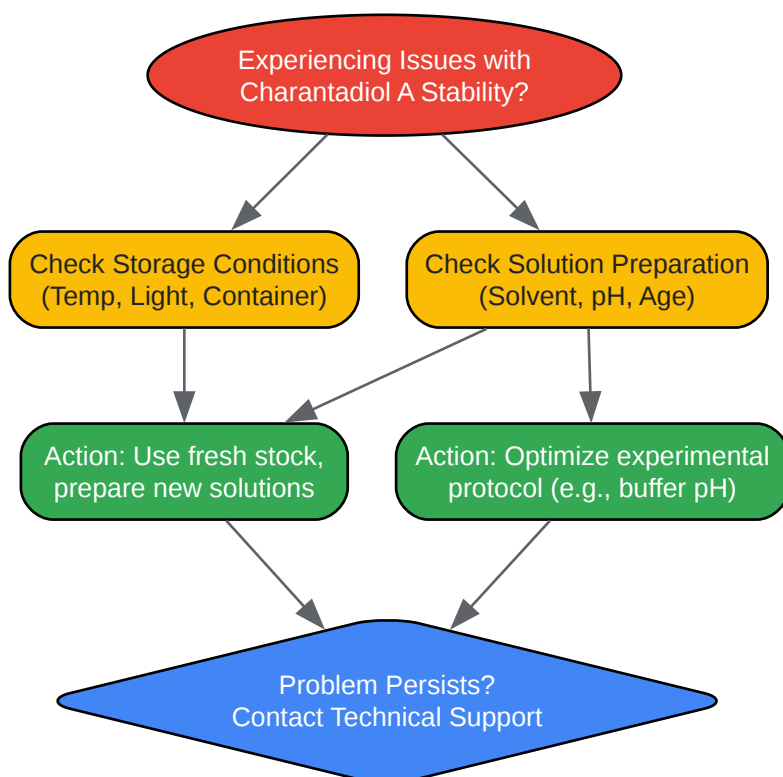 Experiencing Issues with
Charantadiol A Stability?
Check Storage Conditions
(Temp, Light, Container)
Check Solution Preparation
(Solvent, pH, Age)
Action: Use fresh stock,
prepare new solutions
Action: Optimize experimental
protocol (e.g., buffer pH)
Problem Persists?
Contact Technical Support